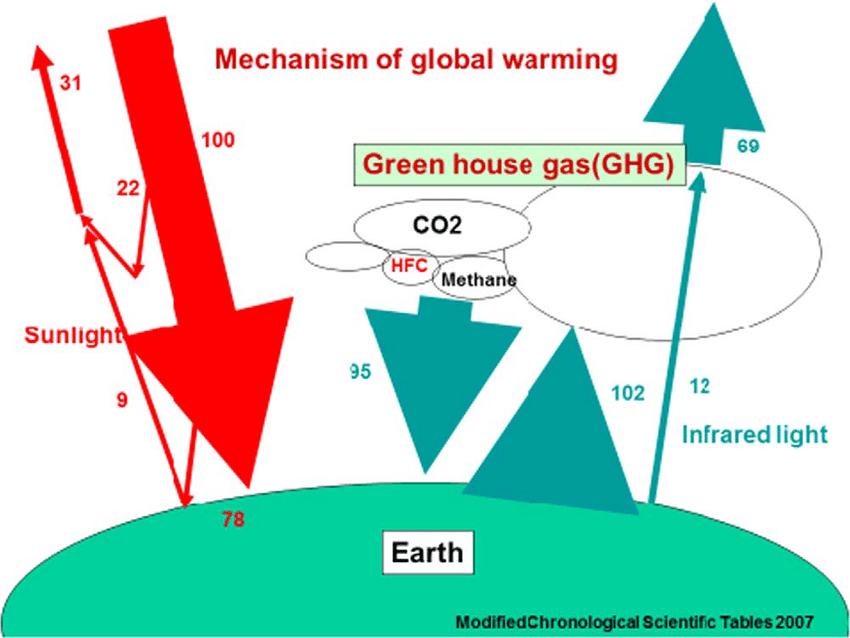 Mechanism of global warming
31
100
22
69
Green house gas(GHG)
CO2
HFC
Methane
Sunlight
95
9
102
12
Infrared light
78
Earth
ModifiedChronological Scientific Tables 2007